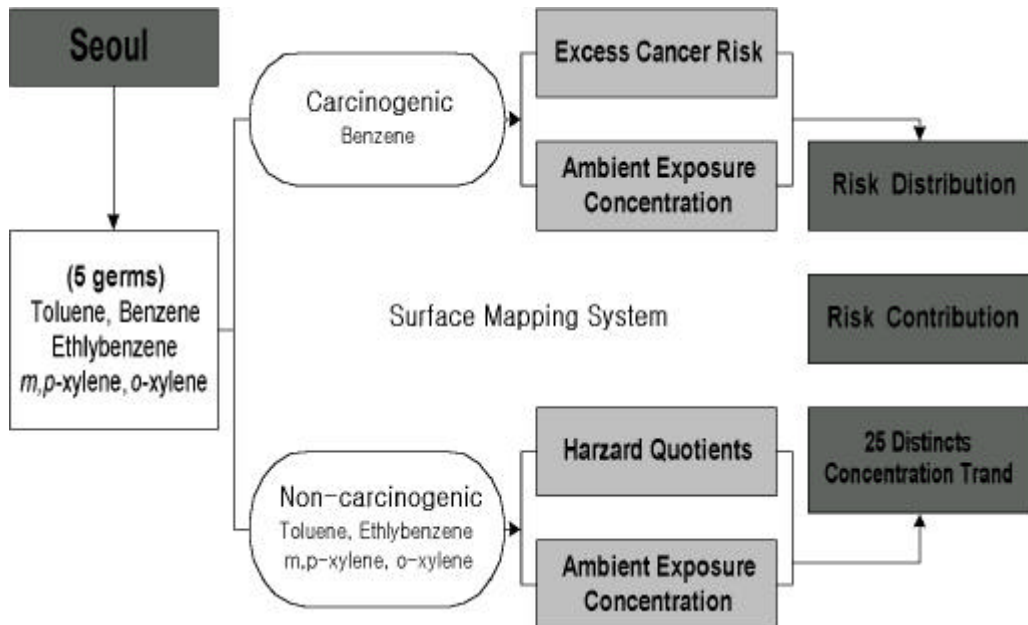 Seoul
(5 germs)
Toluene, Benzene
Ethlybenzene
m,p-xylene, o-xylene
Carcinogenic
Benzene
Excess Cancer Risk
Ambient Exposure
Concentration
Risk Distribution
Surface Mapping System
Risk Contribution
Non-carcinogenic
Toluene, Ethlybenzene
m,p-xylene, o-xylene
Harzard Quotients
Ambient Exposure
Concentration
25 Distincts
Concentration Trand